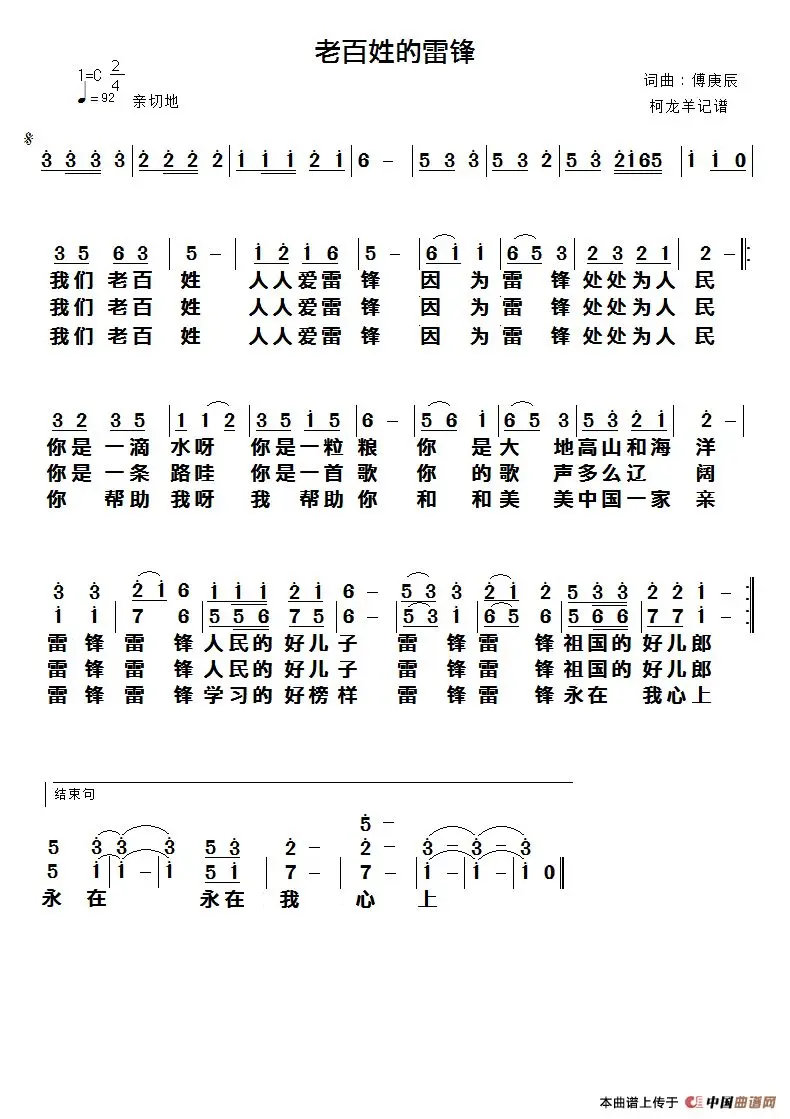 老百姓的雷锋
1=C 2/4
♩=92 亲切地
词曲：傅庚辰
柯龙羊记谱
3 3 3 3 | 2 2 2 2 | 1 1 1 2 1 | 6 – | 5 3 3 | 5 3 2 | 5 3 2165 | 1 1 0 |
3 5 6 3 | 5 – | 1 2 1 6 | 5 – | 6 1 1 | 6 5 3 | 2 3 2 1 | 2 – :
我们老百姓 人人爱雷锋 因为雷锋处处为人民
我们老百姓 人人爱雷锋 因为雷锋处处为人民
我们老百姓 人人爱雷锋 因为雷锋处处为人民
3 2 3 5 | 1 1 2 | 3 5 1 5 | 6 – | 5 6 1 | 6 5 3 | 5 3 2 1 | 2 – |
你是一滴水呀 你是一粒粮 你是大地高山和海洋
你是一条路哇 你是一首歌 你的歌声多么辽阔
你帮助我呀 我帮助你 和和美美中国一家亲
3 3 2 1 6 1 1 1 2 1 6 – 5 3 3 2 1 2 5 3 3 2 2 1 – :
1 1 | 7 6 | 5 5 6 7 5 | 6 – | 5 3 1 | 6 5 6 | 5 6 6 7 7 | 1 –
雷锋雷锋人民的好儿子 雷锋雷锋祖国的好儿郎
雷锋雷锋人民的好儿子 雷锋雷锋祖国的好儿郎
雷锋雷锋学习的好榜样 雷锋雷锋永在我心上
结束句
5 –
5 3 3 – 3 5 3 2 – 2 – 3 – 3 – 3
5 1 | 1 – | 1 5 1 | 7 – | 7 – | 1 – | 1 – | 1 0
永在 永在我心上
本曲谱上传于 中国曲谱网